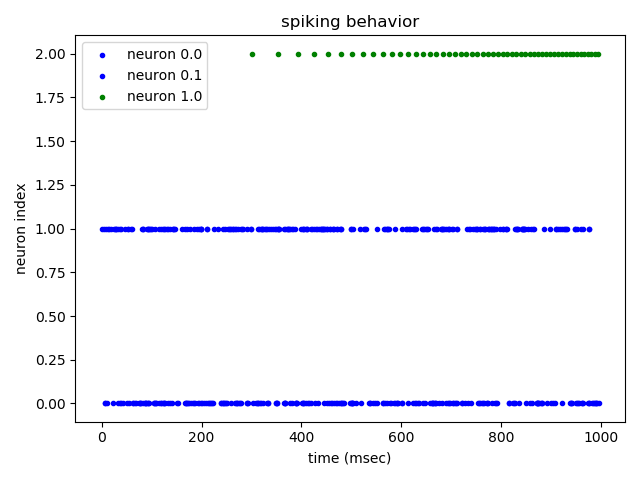 spiking behavior
neuron 0.0
neuron 0.1
neuron 1.0
2.00
1.75
1.50
1.25
1.00
0.75
0.50
0.25
0.00
neuron index
0 200 400 600 800 1000
time (msec)